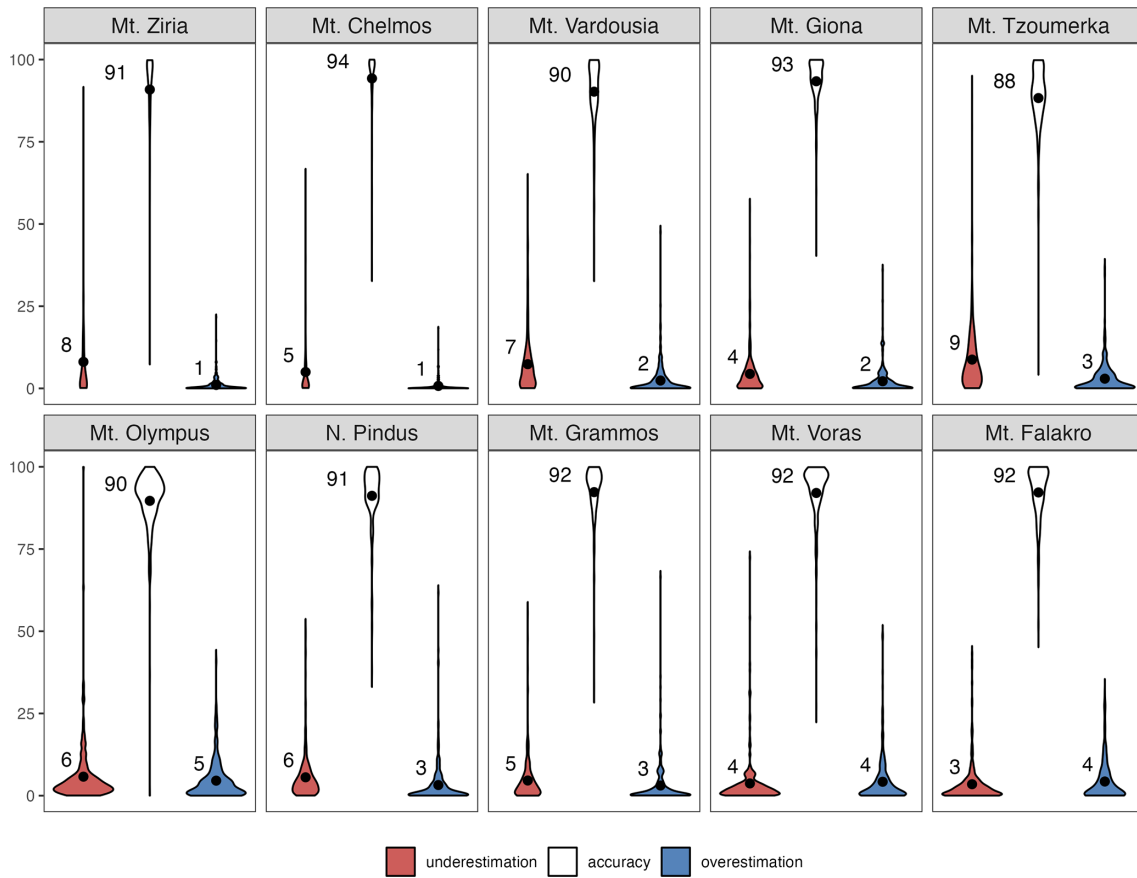 Mt. Ziria Mt. Chelmos Mt. Vardousia Mt. Giona Mt. Tzoumerka
100 91 94 90 93 88
75
50
25
0 8 1 5 1 7 2 4 2 9 3
Mt. Olympus N. Pindus Mt. Grammos Mt. Voras Mt. Falakro
100 90 91 92 92 92
75
50
25
0 6 5 6 3 5 3 4 4 3 4
underestimation accuracy overestimation